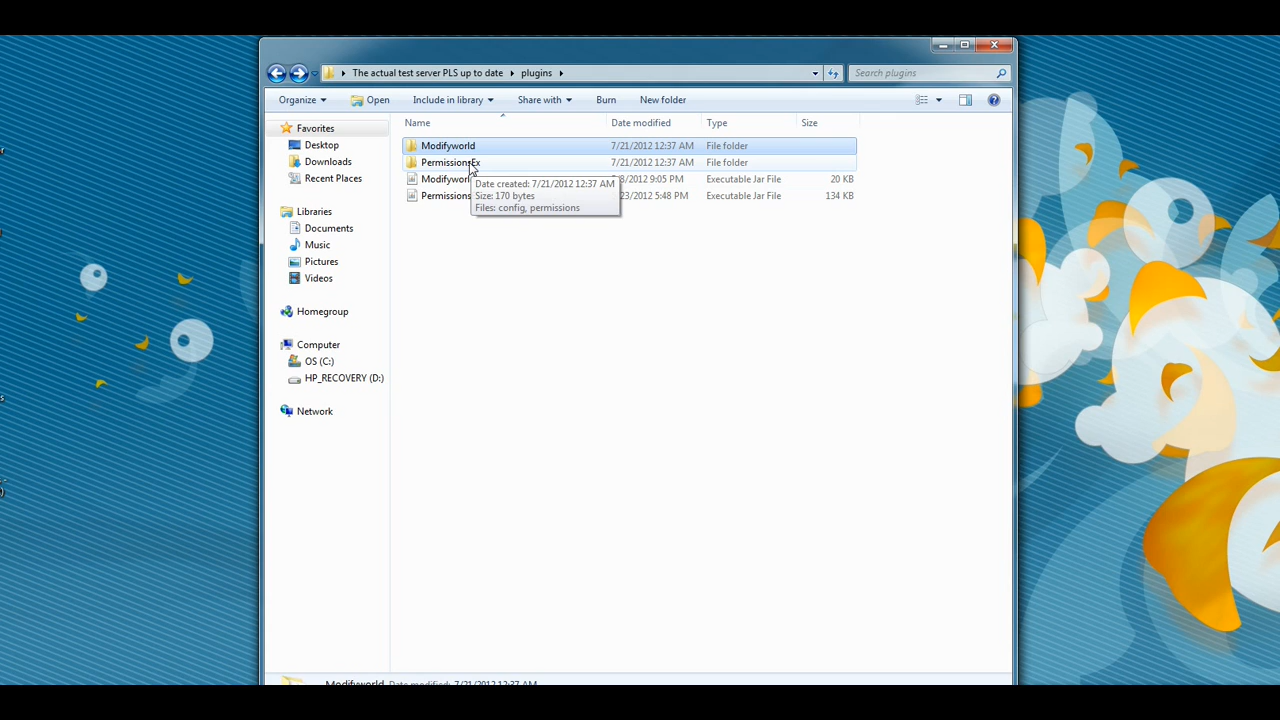 The actual test server PLS up to date
plugins
Search plugins
Organize
Open
Include in library
Share with
Burn
New folder
Name
Date modified
Type
Size
Favorites
Desktop
Downloads
Recent Places
Libraries
Documents
Music
Pictures
Videos
Homegroup
Computer
OS (C:)
HP_RECOVERY (D:)
Network
Modifyworld 7/21/2012 12:37 AM File folder
PermissionsEx 7/21/2012 12:37 AM File folder
8/2012 9:05 PM Executable Jar File 20 KB
Permissions 23/2012 5:48 PM Executable Jar File 134 KB
Date created: 7/21/2012 12:37 AM
Size: 170 bytes
Files: config, permissions
Modifyworld Date modified: 7/21/2012 12:37 AM